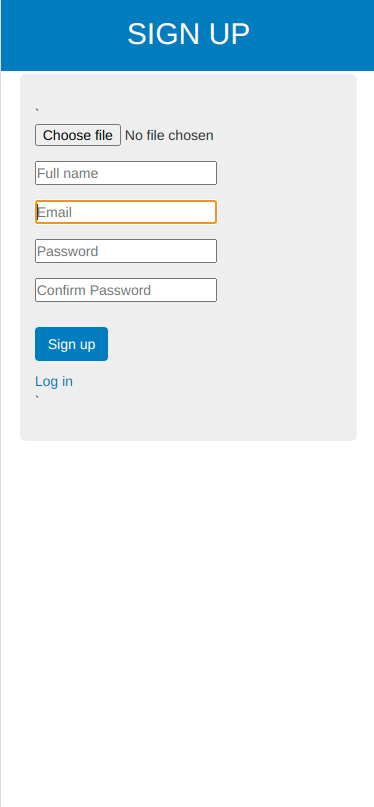 SIGN UP
`
Choose file No file chosen
Full name
Email
Password
Confirm Password
Sign up
Log in
`